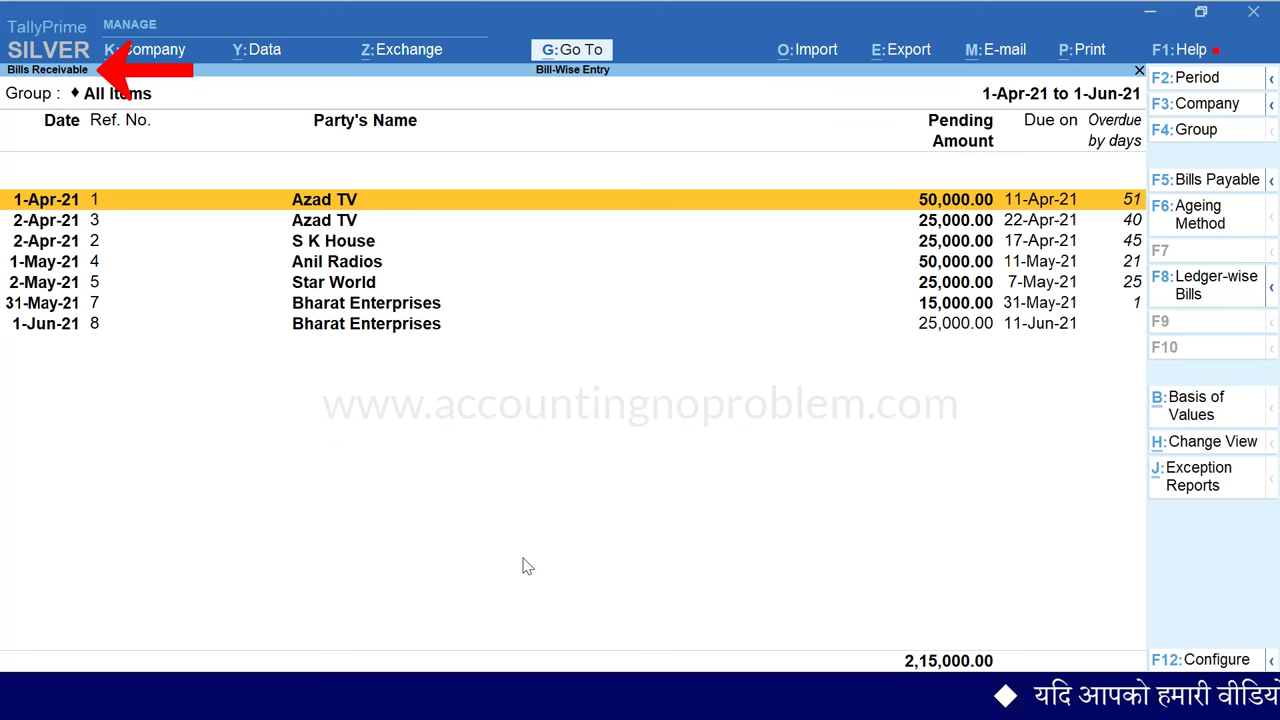 TallyPrime MANAGE
SILVER K: Company Y:Data Z:Exchange G:Go To O:Import E:Export M:E-mail P:Print F1:Help
Bills Receivable Bill-Wise Entry
Group : ♦ All Items 1-Apr-21 to 1-Jun-21
Date Ref. No. Party's Name Pending Amount Due on Overdue by days
1-Apr-21 1 Azad TV 50,000.00 11-Apr-21 51
2-Apr-21 3 Azad TV 25,000.00 22-Apr-21 40
2-Apr-21 2 S K House 25,000.00 17-Apr-21 45
1-May-21 4 Anil Radios 50,000.00 11-May-21 21
2-May-21 5 Star World 25,000.00 7-May-21 25
31-May-21 7 Bharat Enterprises 15,000.00 31-May-21 1
1-Jun-21 8 Bharat Enterprises 25,000.00 11-Jun-21
www.accountingnoproblem.com
2,15,000.00
F2:Period
F3:Company
F4:Group
F5:Bills Payable
F6:Ageing
Method
F7
F8:Ledger-wise
Bills
F9
F10
B:Basis of
Values
H:Change View
J:Exception
Reports
F12:Configure
◆ यदि आपको हमारी वीडियो